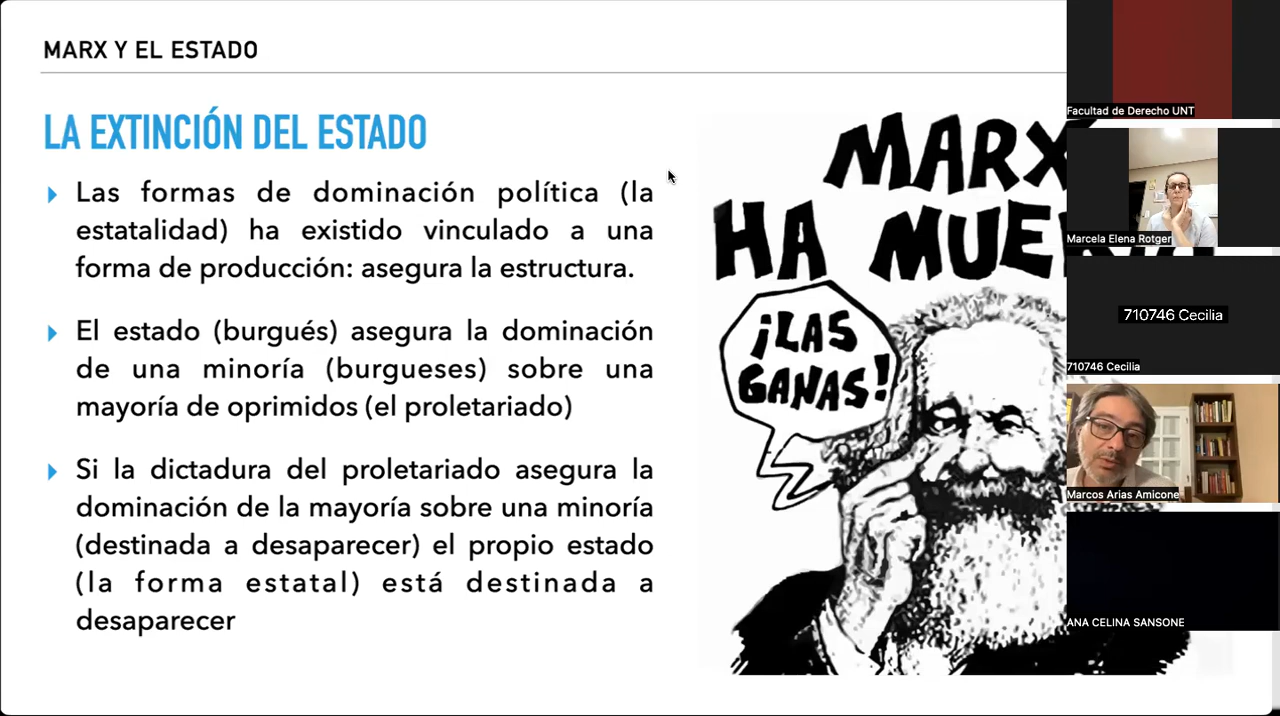 MARX Y EL ESTADO
LA EXTINCIÓN DEL ESTADO
Las formas de dominación política (la
estatalidad) ha existido vinculado a una
forma de producción: asegura la estructura.
El estado (burgués) asegura la dominación
de una minoría (burgueses) sobre una
mayoría de oprimidos (el proletariado)
Si la dictadura del proletariado asegura la
dominación de la mayoría sobre una minoría
(destinada a desaparecer) el propio estado
(la forma estatal) está destinada a
desaparecer
MARX
HA
¡LAS
GANAS!
Facultad de Derecho UNT
Marcela Elena Rotger
710746 Cecilia
710746 Cecilia
Marcos Arias Amicone
ANA CELINA SANSONE